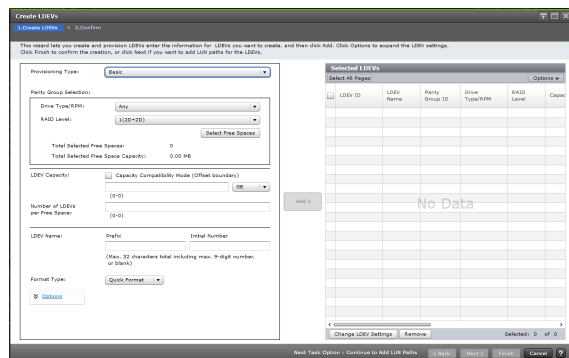 Create LDEVs
1.Create LDEVs > 2.Confirm
This wizard lets you create and provision LDEVs enter the information for LDEVs you want to create, and then click Add. Click Options to expand the LDEV settings.
Click Finish to confirm the creation, or click Next if you want to add LUN paths for the LDEVs.
Provisioning Type: Basic
Parity Group Selection:
Drive Type/RPM: Any
RAID Level: 1(2D+2D)
Select Free Spaces
Total Selected Free Spaces: 0
Total Selected Free Space Capacity: 0.00 MB
LDEV Capacity: Capacity Compatibility Mode (Offset boundary)
GB
(0-0)
Number of LDEVs
per Free Space:
(0-0)
LDEV Name: Prefix Initial Number
(Max. 32 characters total including max. 9-digit number,
or blank)
Format Type: Quick Format
Options
Add >
Selected LDEVs
Select All Pages Options
LDEV ID LDEV Name Parity Group ID Drive Type/RPM RAID Level Capac
No Data
Change LDEV Settings Remove Selected: 0 of 0
Next Task Option - Continue to Add LUN Paths < Back Next > Finish Cancel ?